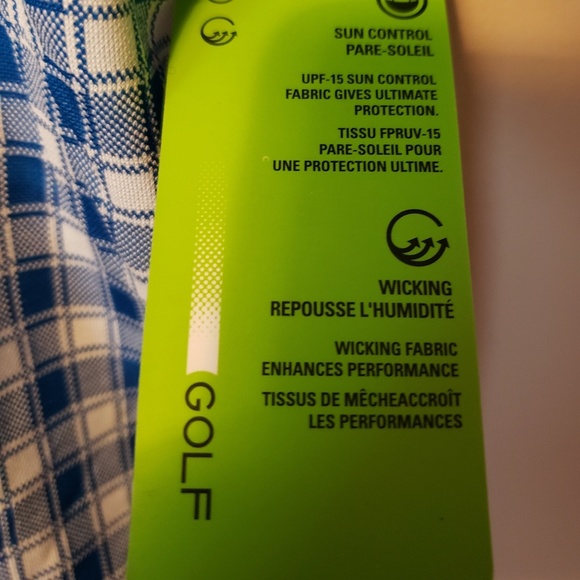 SUN CONTROL
PARE-SOLEIL
UPF-15 SUN CONTROL
FABRIC GIVES ULTIMATE
PROTECTION.
TISSU FPRUV-15
PARE-SOLEIL POUR
UNE PROTECTION ULTIME.
WICKING
REPOUSSE L'HUMIDITÉ
WICKING FABRIC
ENHANCES PERFORMANCE
TISSUS DE MÊCHEACCROÎT
LES PERFORMANCES
GOLF